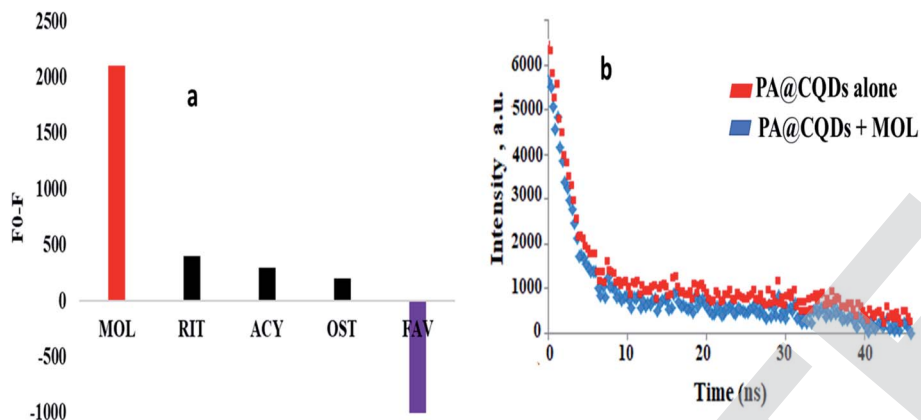 2500
2000
1500
1000
500
0
-500
-1000
F0-F
a
MOL RIT ACY OST FAV
6000
5000
4000
3000
2000
1000
0
Intensity , a.u.
b
PA@CQDs alone
PA@CQDs + MOL
0 10 20 30 40
Time (ns)